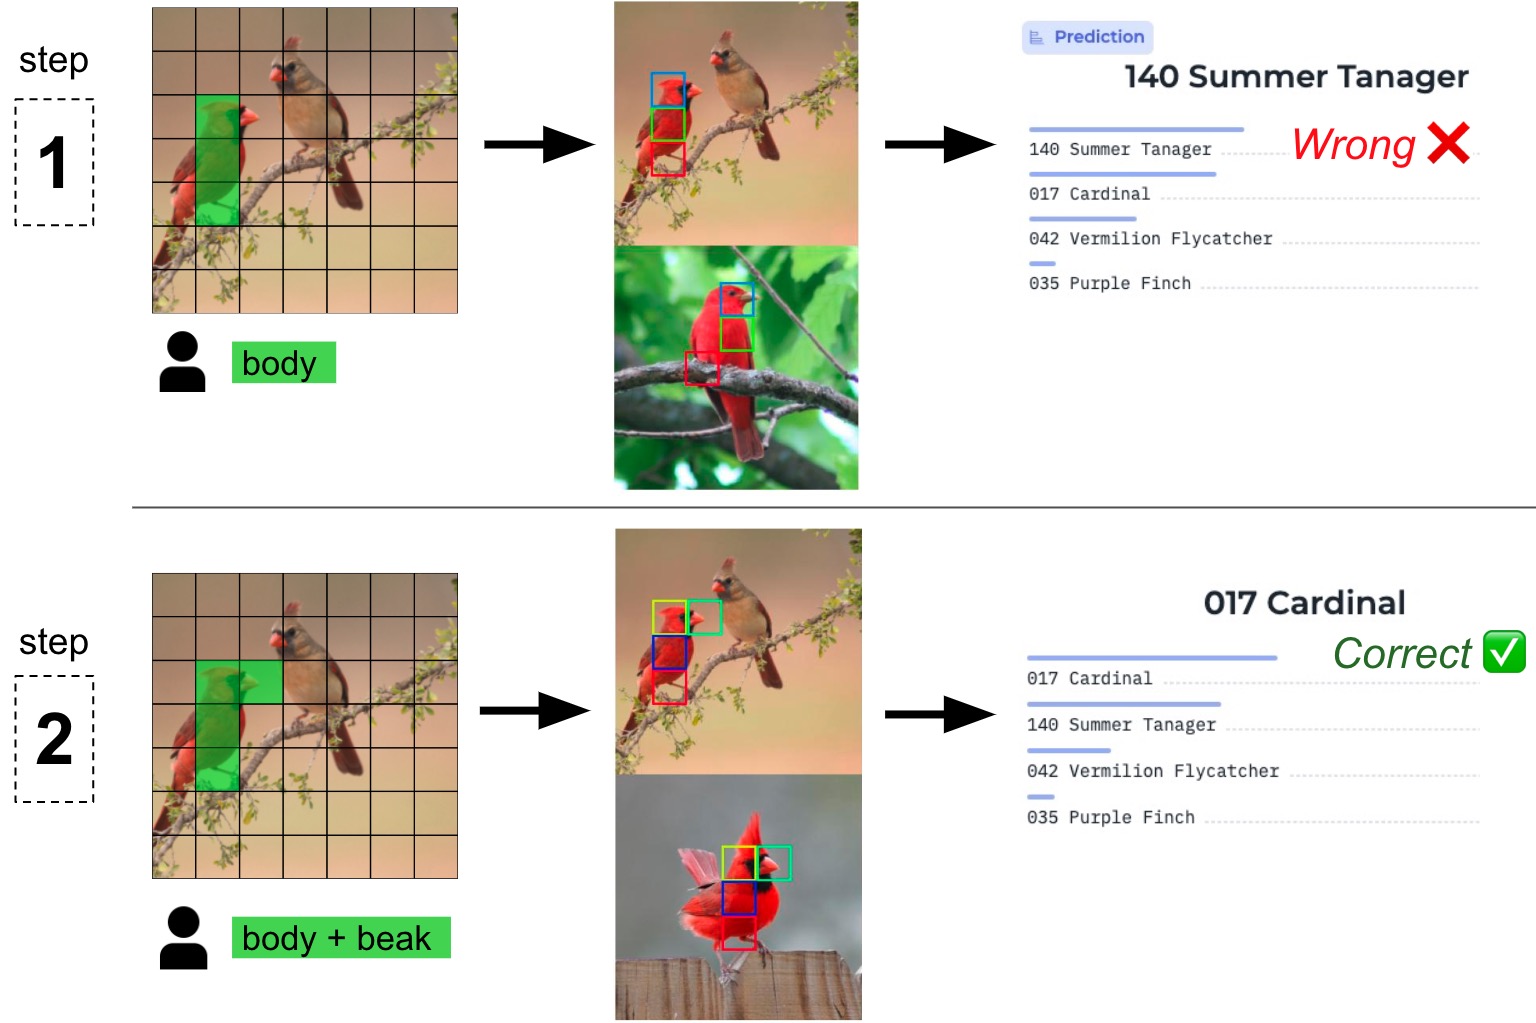 step
1
body
Prediction
140 Summer Tanager
140 Summer Tanager
Wrong
017 Cardinal
042 Vermilion Flycatcher
035 Purple Finch
step
2
body + beak
017 Cardinal
Correct
017 Cardinal
140 Summer Tanager
042 Vermilion Flycatcher
035 Purple Finch